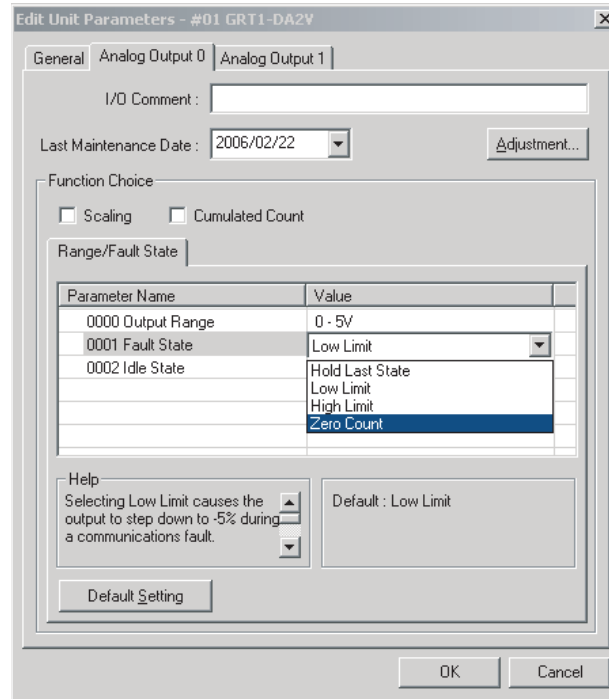 Edit Unit Parameters - #01 GRT1-DA2V
General Analog Output 0 Analog Output 1
I/O Comment :
Last Maintenance Date : 2006/02/22 Adjustment...
Function Choice
Scaling Cumulated Count
Range/Fault State
Parameter Name Value
0000 Output Range 0 - 5V
0001 Fault State Low Limit
0002 Idle State Hold Last State
Low Limit
High Limit
Zero Count
Help
Selecting Low Limit causes the
output to step down to -5% during
a communications fault.
Default : Low Limit
Default Setting
OK Cancel